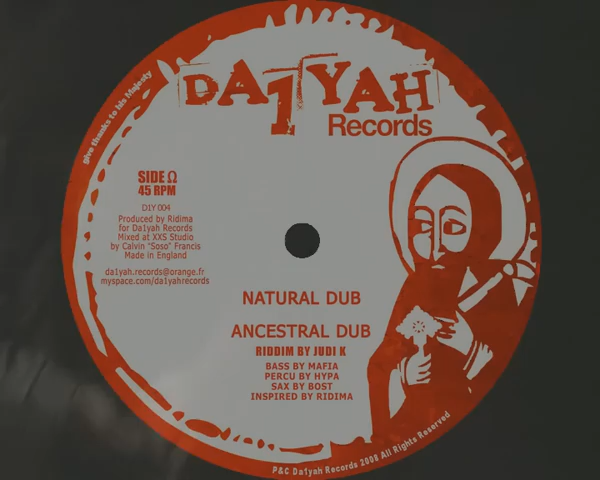 give thanks to his Majesty
DA1YAH
Records
SIDE Ω
45 RPM
D1Y 004
Produced by Ridima
for Da1yah Records
Mixed at XXS Studio
by Calvin "Soso" Francis
Made in England
da1yah.records@orange.fr
myspace.com/da1yahrecords
NATURAL DUB
ANCESTRAL DUB
RIDDIM BY JUDI K
BASS BY MAFIA
PERCU BY HYPA
SAX BY BOST
INSPIRED BY RIDIMA
P&C Da1yah Records 2008 All Rights Reserved